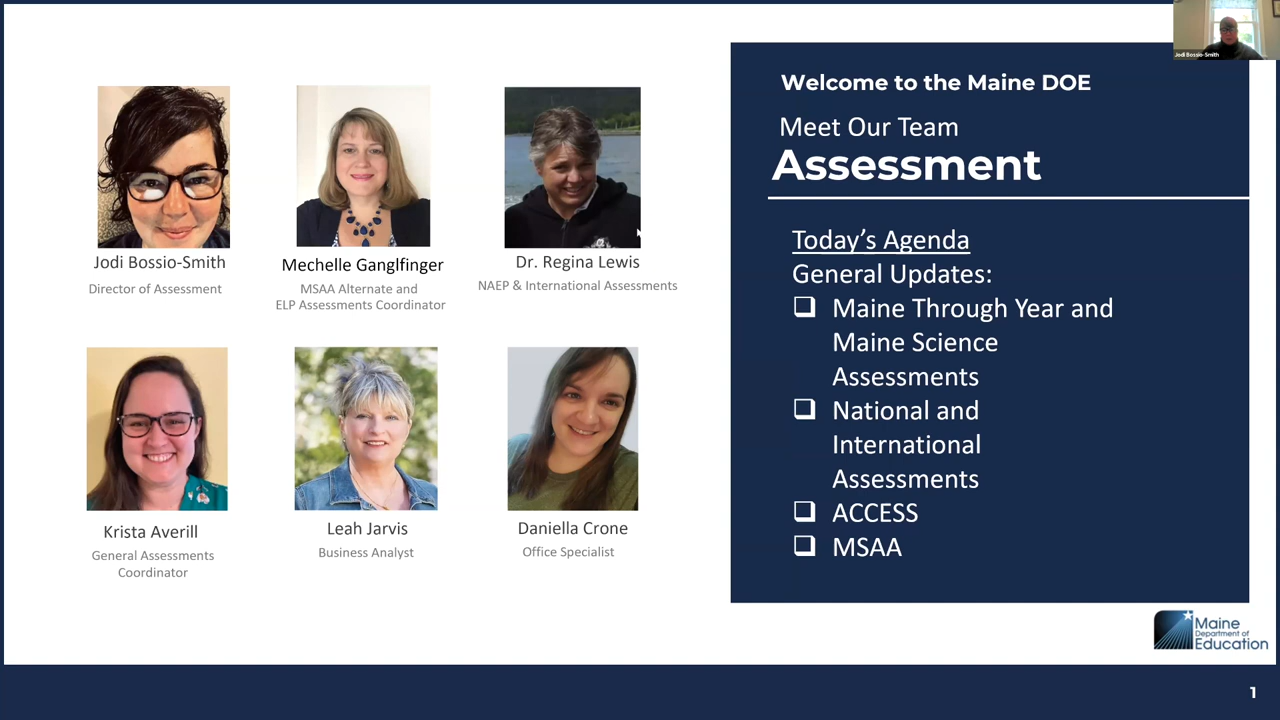 Jodi Bossio-Smith
Welcome to the Maine DOE
Meet Our Team
Assessment
Jodi Bossio-Smith
Director of Assessment
Mechelle Ganglfinger
MSAA Alternate and
ELP Assessments Coordinator
Dr. Regina Lewis
NAEP & International Assessments
Krista Averill
General Assessments
Coordinator
Leah Jarvis
Business Analyst
Daniella Crone
Office Specialist
Today's Agenda
General Updates:
Maine Through Year and
Maine Science
Assessments
National and
International
Assessments
ACCESS
MSAA
Maine
Department of
Education
1